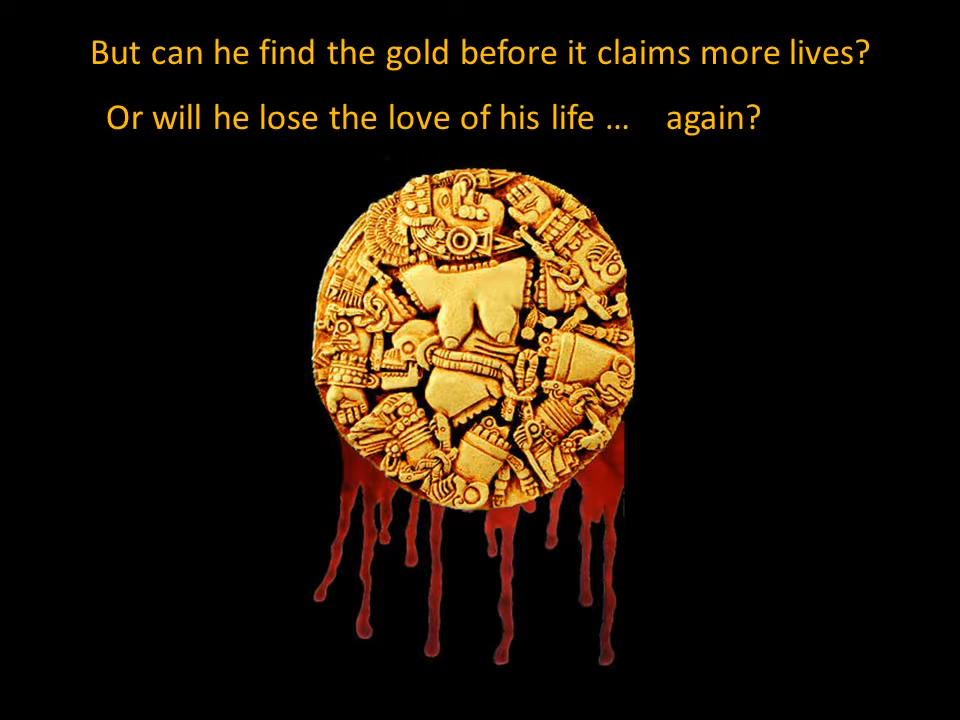 But can he find the gold before it claims more lives?
Or will he lose the love of his life … again?